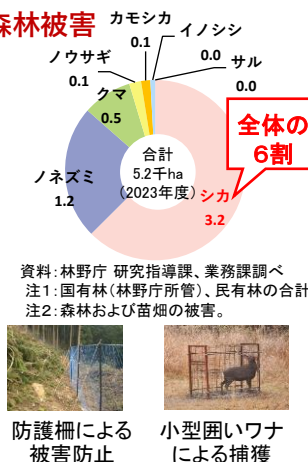 森林被害
カモシカ
0.1
イノシシ
0.0
サル
0.0
ノウサギ
0.1
クマ
0.5
ノネズミ
1.2
合計
5.2千ha
(2023年度)
シカ
3.2
全体の
6割
資料:林野庁 研究指導課、業務課調べ
注1:国有林(林野庁所管)、民有林の合計
注2:森林および苗畑の被害。
防護柵による
被害防止
小型囲いワナ
による捕獲